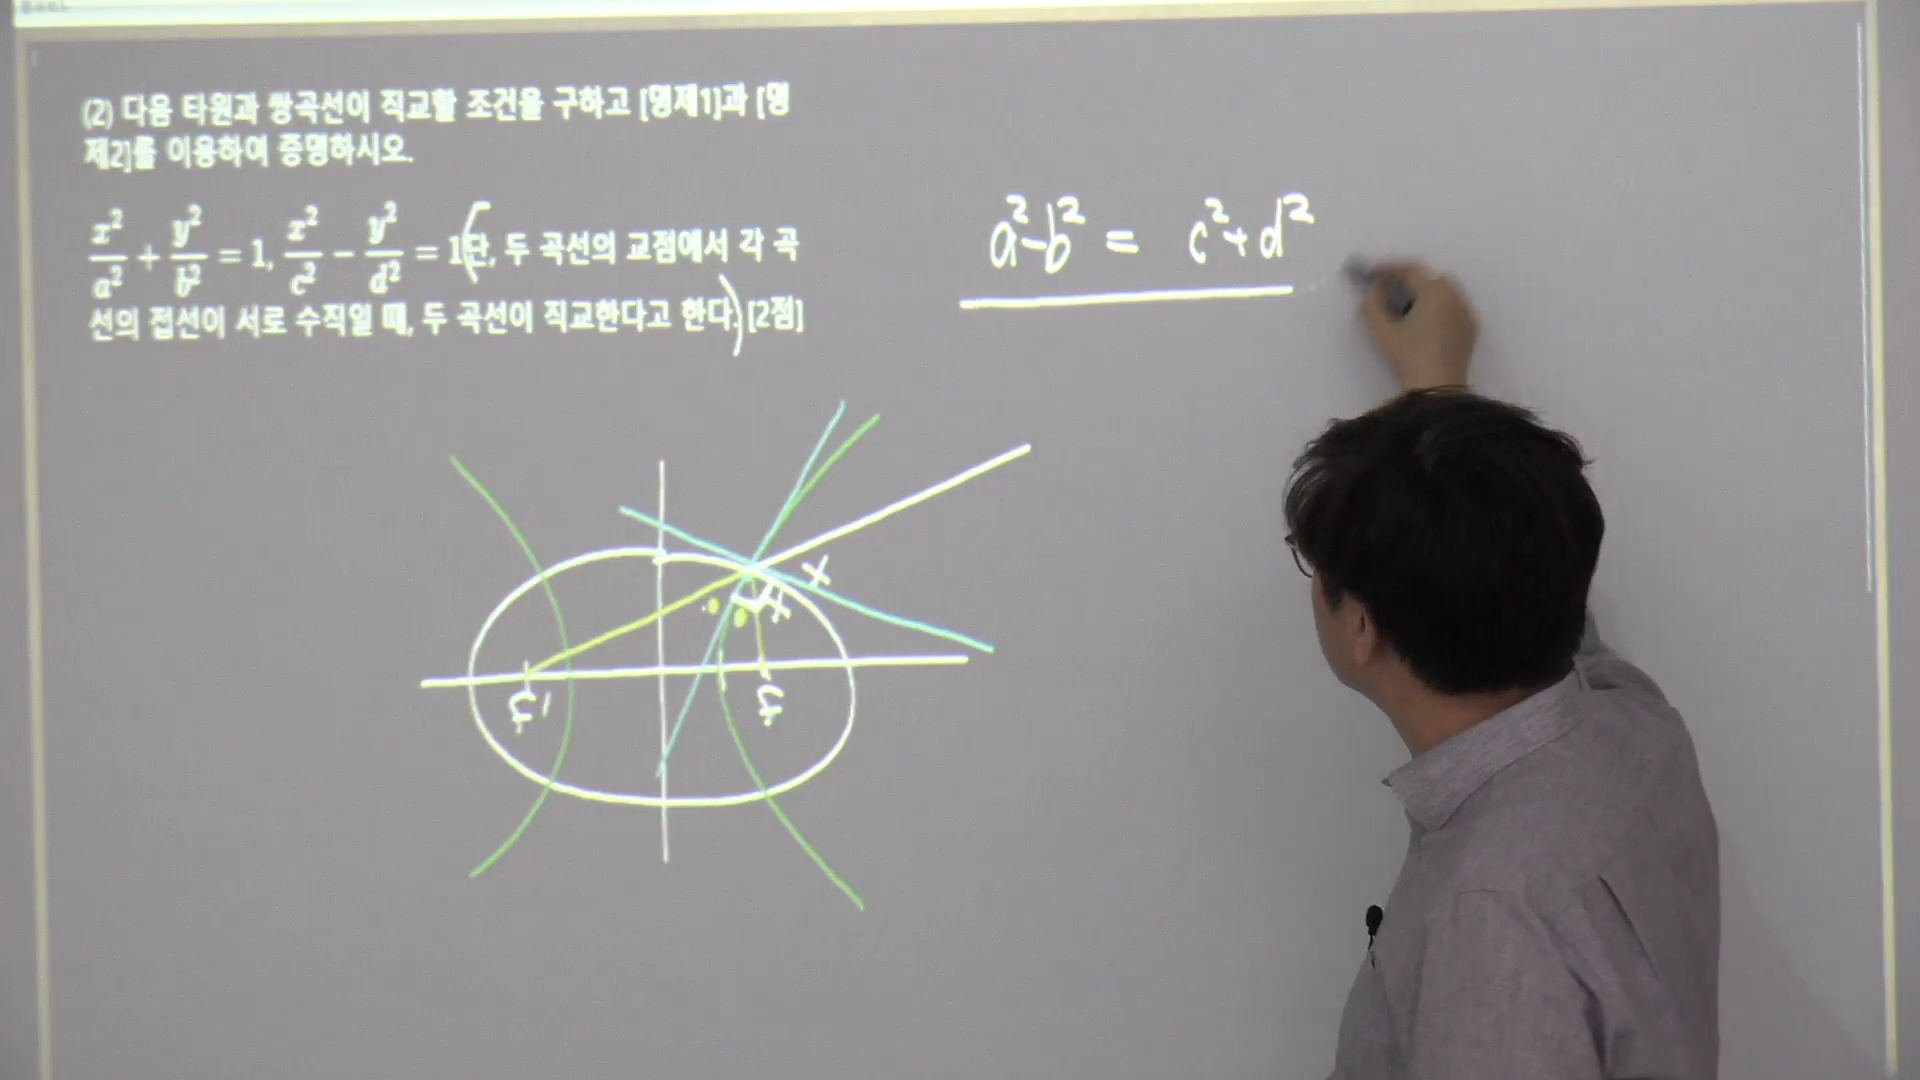 (2) 다음 타원과 쌍곡선이 직교할 조건을 구하고 [명제1]과 [명
제2]를 이용하여 증명하시오.
x²/a² + y²/b² = 1, x²/c² − y²/d² = 1(단, 두 곡선의 교점에서 각 곡
선의 접선이 서로 수직일 때, 두 곡선이 직교한다고 한다.) [2점]
a²-b² = c²+d²
x
x
F' F